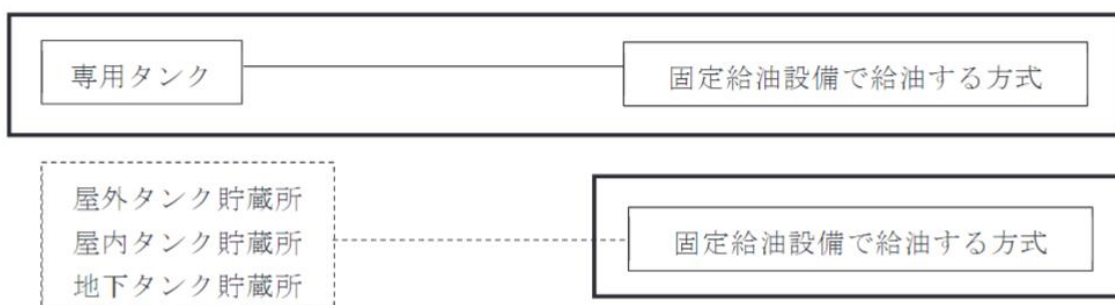 専用タンク
固定給油設備で給油する方式
屋外タンク貯蔵所
屋内タンク貯蔵所
地下タンク貯蔵所
固定給油設備で給油する方式